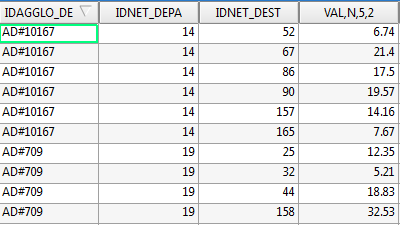 IDAGGLO_DE IDNET_DEPA IDNET_DEST VAL,N,5,2
AD#10167 14 52 6.74
AD#10167 14 67 21.4
AD#10167 14 86 17.5
AD#10167 14 90 19.57
AD#10167 14 157 14.16
AD#10167 14 165 7.67
AD#709 19 25 12.35
AD#709 19 32 5.21
AD#709 19 44 18.83
AD#709 19 158 32.53